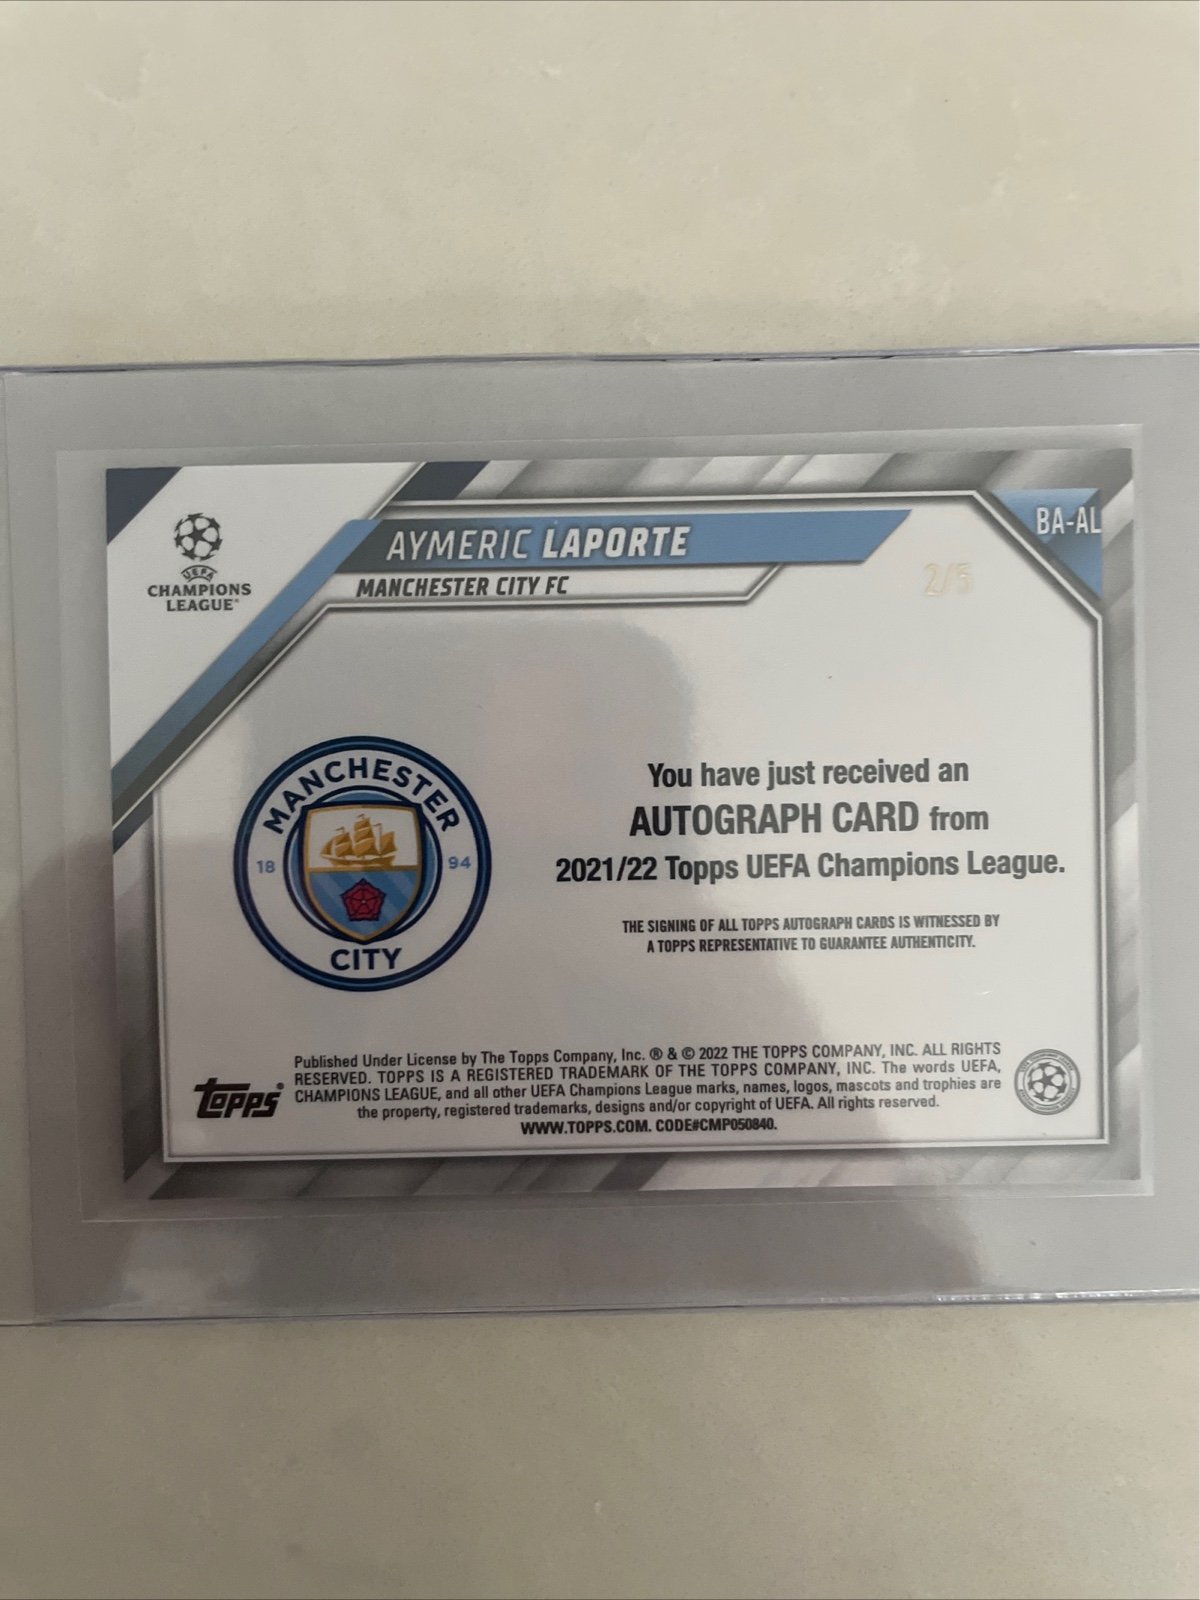 BA-AL
AYMERIC LAPORTE
MANCHESTER CITY FC
2/5
UEFA
CHAMPIONS
LEAGUE®
MANCHESTER
18 94
CITY
You have just received an
AUTOGRAPH CARD from
2021/22 Topps UEFA Champions League.
THE SIGNING OF ALL TOPPS AUTOGRAPH CARDS IS WITNESSED BY
A TOPPS REPRESENTATIVE TO GUARANTEE AUTHENTICITY.
topps®
Published Under License by The Topps Company, Inc. ® & © 2022 THE TOPPS COMPANY, INC. ALL RIGHTS
RESERVED. TOPPS IS A REGISTERED TRADEMARK OF THE TOPPS COMPANY, INC. The words UEFA,
CHAMPIONS LEAGUE, and all other UEFA Champions League marks, names, logos, mascots and trophies are
the property, registered trademarks, designs and/or copyright of UEFA. All rights reserved.
WWW.TOPPS.COM. CODE#CMP050840.